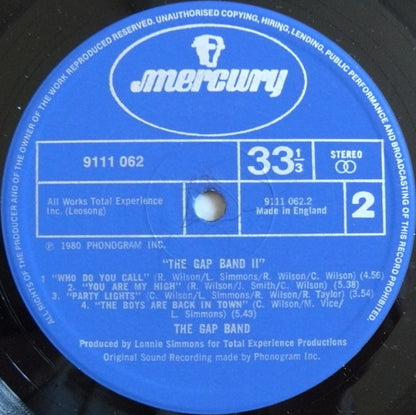 ALL RIGHTS OF THE PRODUCER AND OF THE OWNER OF THE WORK REPRODUCED RESERVED. UNAUTHORISED COPYING, HIRING, LENDING, PUBLIC PERFORMANCE AND BROADCASTING OF THIS RECORD PROHIBITED.
mercury
9111 062
33 1/3
STEREO
All Works Total Experience
Inc. (Leosong)
9111 062.2
Made in England
2
℗ 1980 PHONOGRAM INC.
"THE GAP BAND II"
1 "WHO DO YOU CALL" (R. Wilson/L. Simmons/R. Wilson/C. Wilson) (4.56)
2. "YOU ARE MY HIGH" (R. Wilson/J. Smith/C. Wilson) (5.38)
3. "PARTY LIGHTS" (C. Wilson/L. Simmons/R. Wilson/R. Taylor) (3.54)
4. "THE BOYS ARE BACK IN TOWN" (C. Wilson/M. Vice/
L. Simmons) (5.43)
THE GAP BAND
Produced by Lonnie Simmons for Total Experience Productions
Original Sound Recording made by Phonogram Inc.